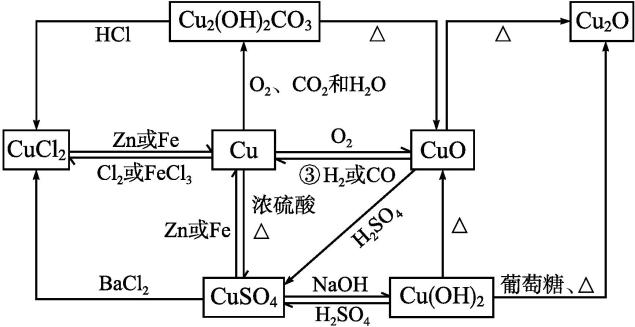 HCl
Cu₂(OH)₂CO₃
△
△
Cu₂O
O₂、CO₂和H₂O
CuCl₂
Zn或Fe
Cl₂或FeCl₃
Cu
O₂
③H₂或CO
CuO
Zn或Fe
浓硫酸
△
H₂SO₄
△
BaCl₂
CuSO₄
NaOH
H₂SO₄
Cu(OH)₂
葡萄糖、△